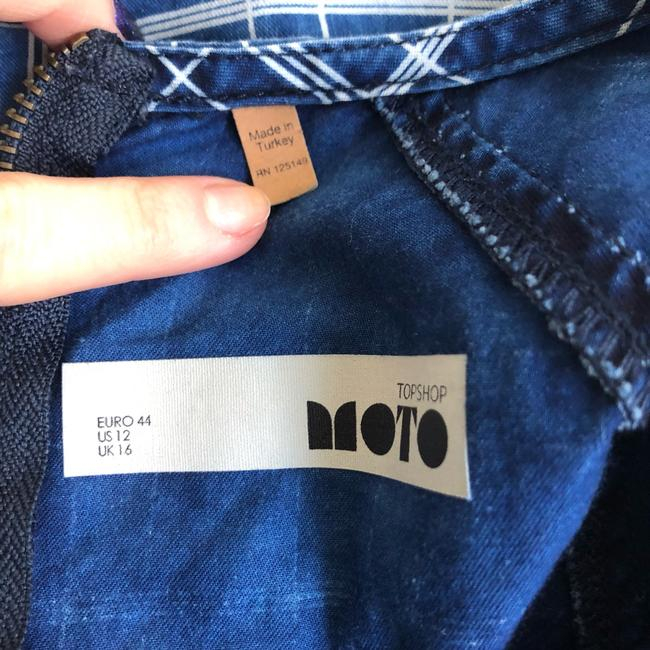 Made in
Turkey
RN 125149
TOPSHOP
MOTO
EURO 44
US 12
UK 16